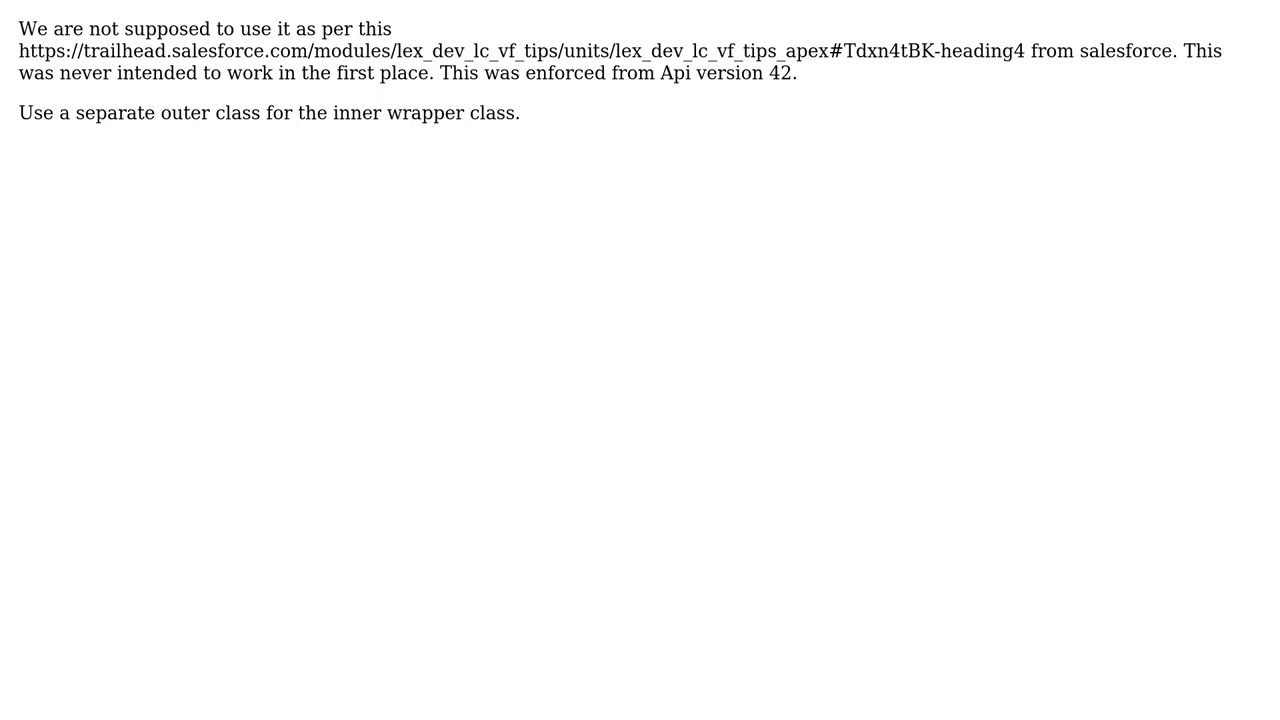 We are not supposed to use it as per this
https://trailhead.salesforce.com/modules/lex_dev_lc_vf_tips/units/lex_dev_lc_vf_tips_apex#Tdxn4tBK-heading4 from salesforce. This
was never intended to work in the first place. This was enforced from Api version 42.
Use a separate outer class for the inner wrapper class.